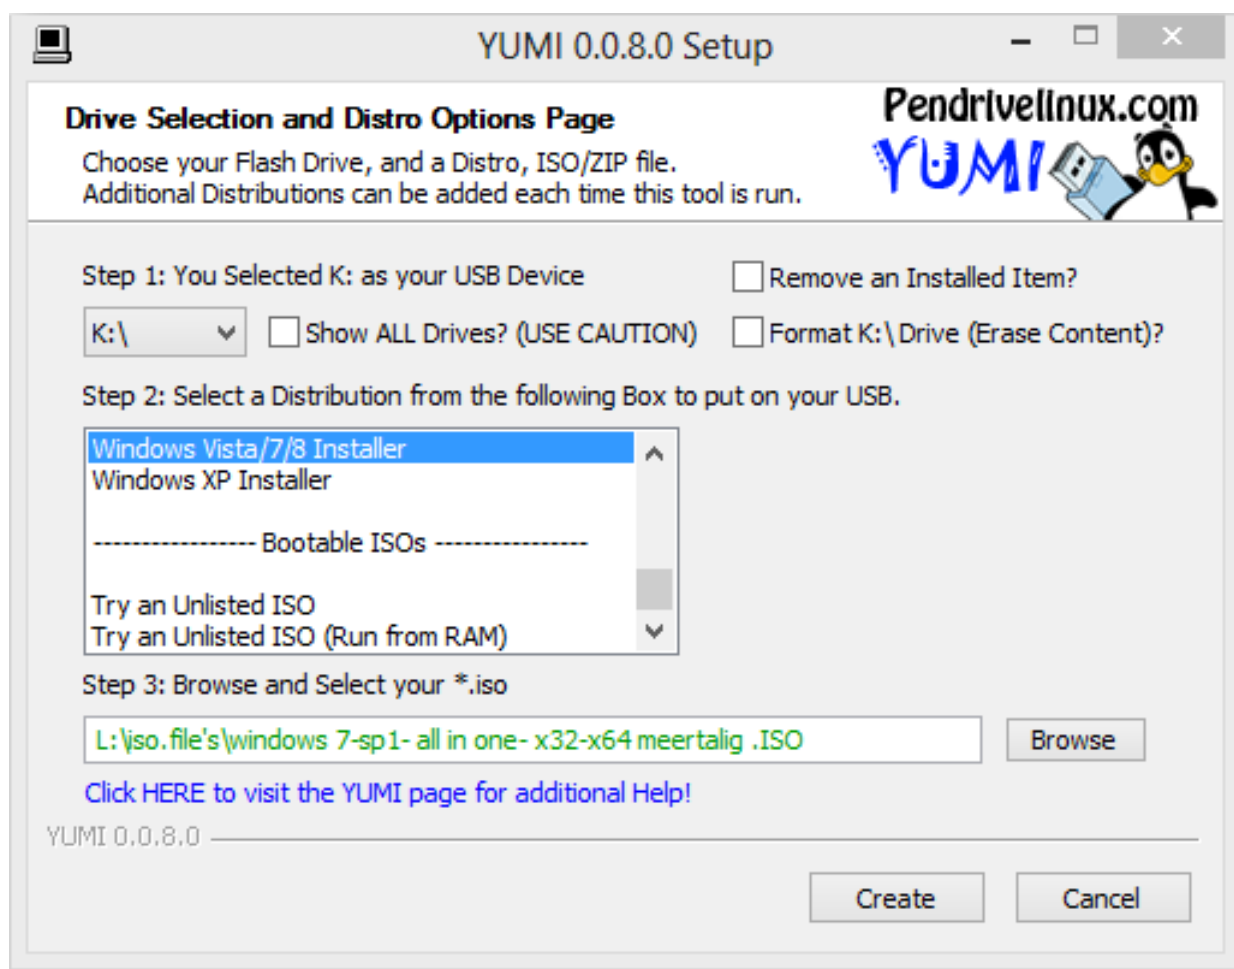 YUMI 0.0.8.0 Setup
Drive Selection and Distro Options Page
Choose your Flash Drive, and a Distro, ISO/ZIP file.
Additional Distributions can be added each time this tool is run.
Pendrivelinux.com
YUMI
Step 1: You Selected K: as your USB Device
Remove an Installed Item?
K:\
Show ALL Drives? (USE CAUTION)
Format K:\ Drive (Erase Content)?
Step 2: Select a Distribution from the following Box to put on your USB.
Windows Vista/7/8 Installer
Windows XP Installer
----------------- Bootable ISOs ----------------
Try an Unlisted ISO
Try an Unlisted ISO (Run from RAM)
Step 3: Browse and Select your *.iso
L:\iso.file's\windows 7-sp1- all in one- x32-x64 meertalig .ISO
Browse
Click HERE to visit the YUMI page for additional Help!
YUMI 0.0.8.0
Create
Cancel